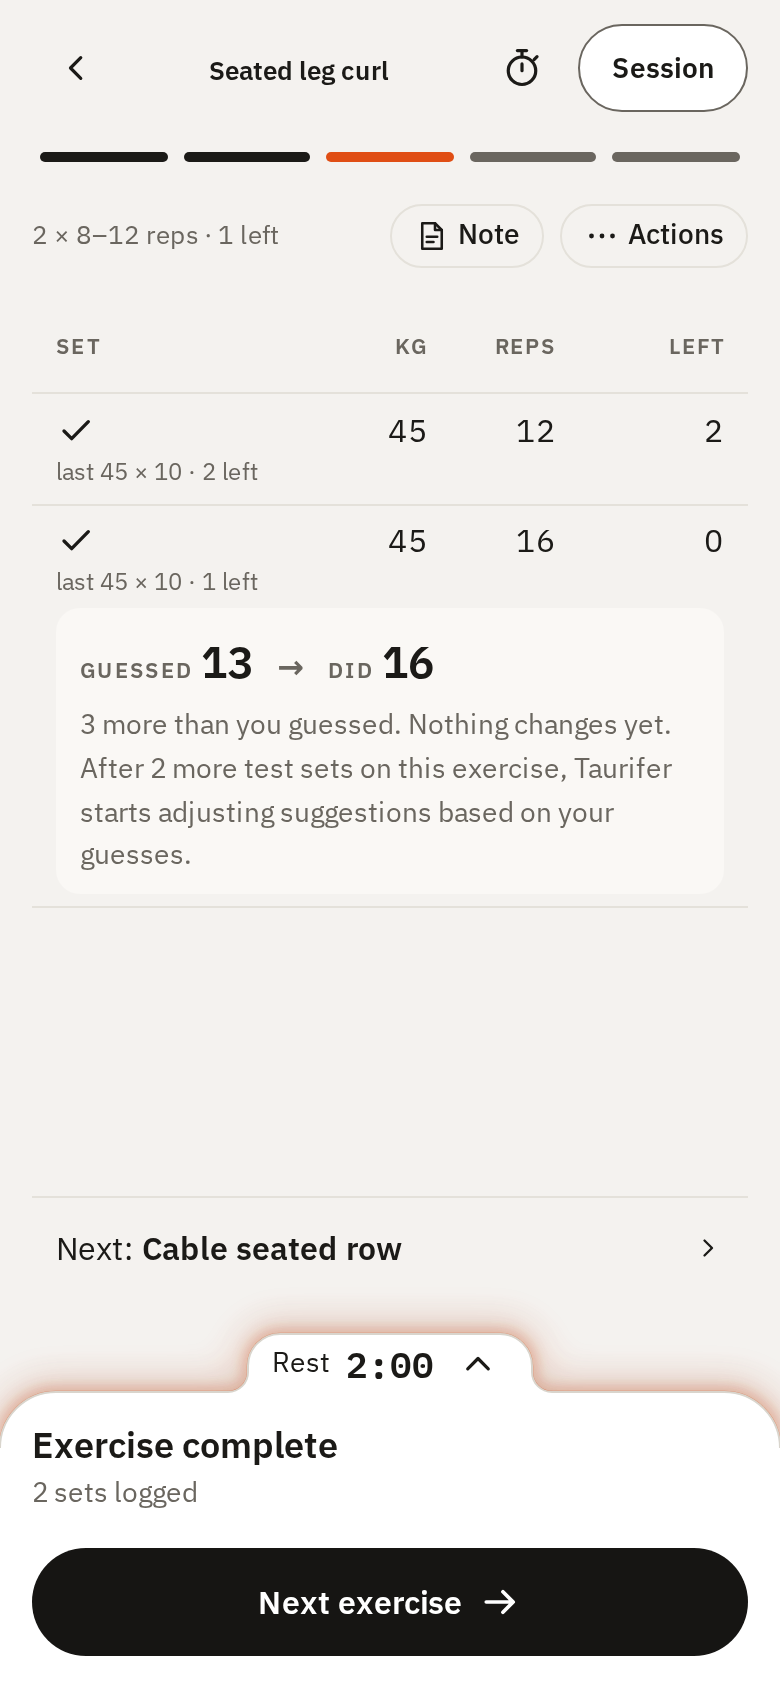 Seated leg curl
Session
2 × 8–12 reps · 1 left
Note
··· Actions
SET KG REPS LEFT
45 12 2
last 45 × 10 · 2 left
45 16 0
last 45 × 10 · 1 left
GUESSED 13 → DID 16
3 more than you guessed. Nothing changes yet.
After 2 more test sets on this exercise, Taurifer
starts adjusting suggestions based on your
guesses.
Next: Cable seated row
Rest 2:00
Exercise complete
2 sets logged
Next exercise →